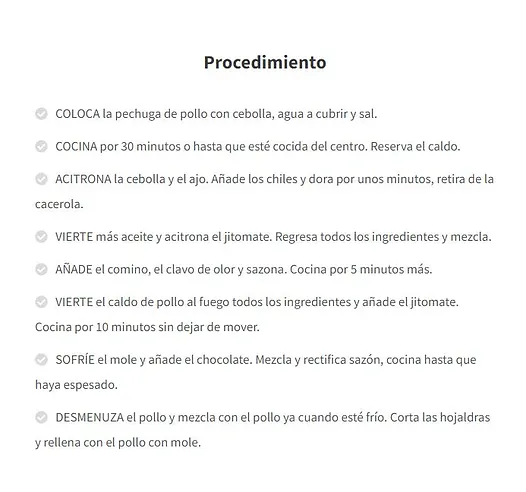 Procedimiento
COLOCA la pechuga de pollo con cebolla, agua a cubrir y sal.
COCINA por 30 minutos o hasta que esté cocida del centro. Reserva el caldo.
ACITRONA la cebolla y el ajo. Añade los chiles y dora por unos minutos, retira de la
cacerola.
VIERTE más aceite y acitrona el jitomate. Regresa todos los ingredientes y mezcla.
AÑADE el comino, el clavo de olor y sazona. Cocina por 5 minutos más.
VIERTE el caldo de pollo al fuego todos los ingredientes y añade el jitomate.
Cocina por 10 minutos sin dejar de mover.
SOFRÍE el mole y añade el chocolate. Mezcla y rectifica sazón, cocina hasta que
haya espesado.
DESMENUZA el pollo y mezcla con el pollo ya cuando esté frío. Corta las hojaldras
y rellena con el pollo con mole.